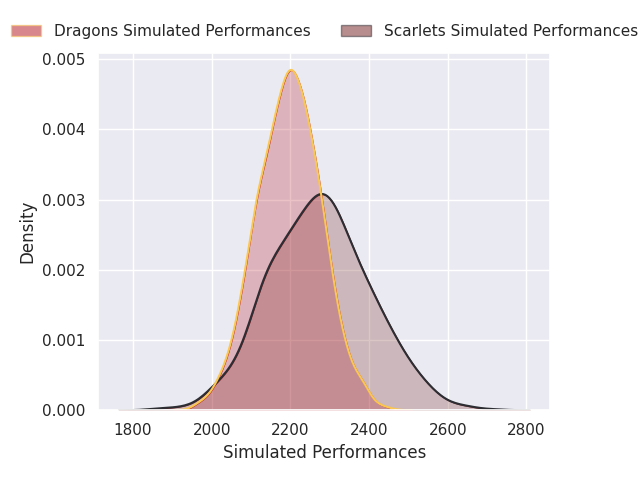 Dragons Simulated Performances
Scarlets Simulated Performances
0.005
0.004
0.003
0.002
0.001
0.000
Density
1800 2000 2200 2400 2600 2800
Simulated Performances